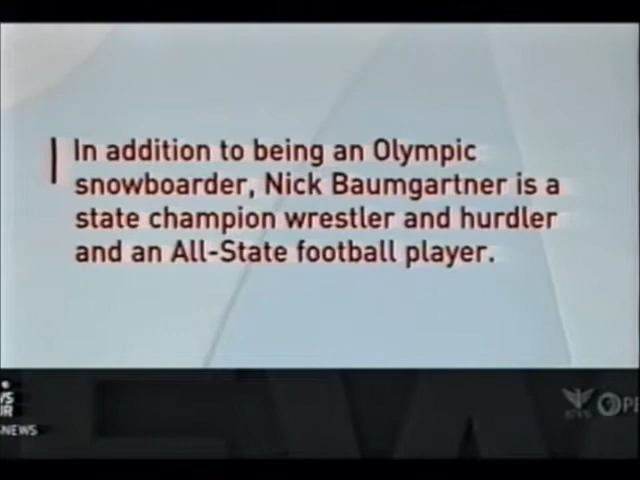 In addition to being an Olympic
snowboarder, Nick Baumgartner is a
state champion wrestler and hurdler
and an All-State football player.
NEWS